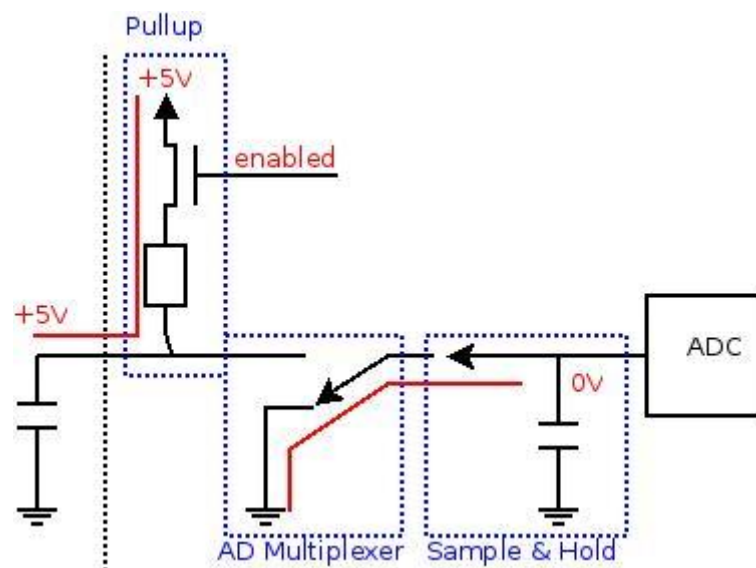 Pullup
+5V
enabled
+5V
ADC
0V
AD Multiplexer
Sample & Hold